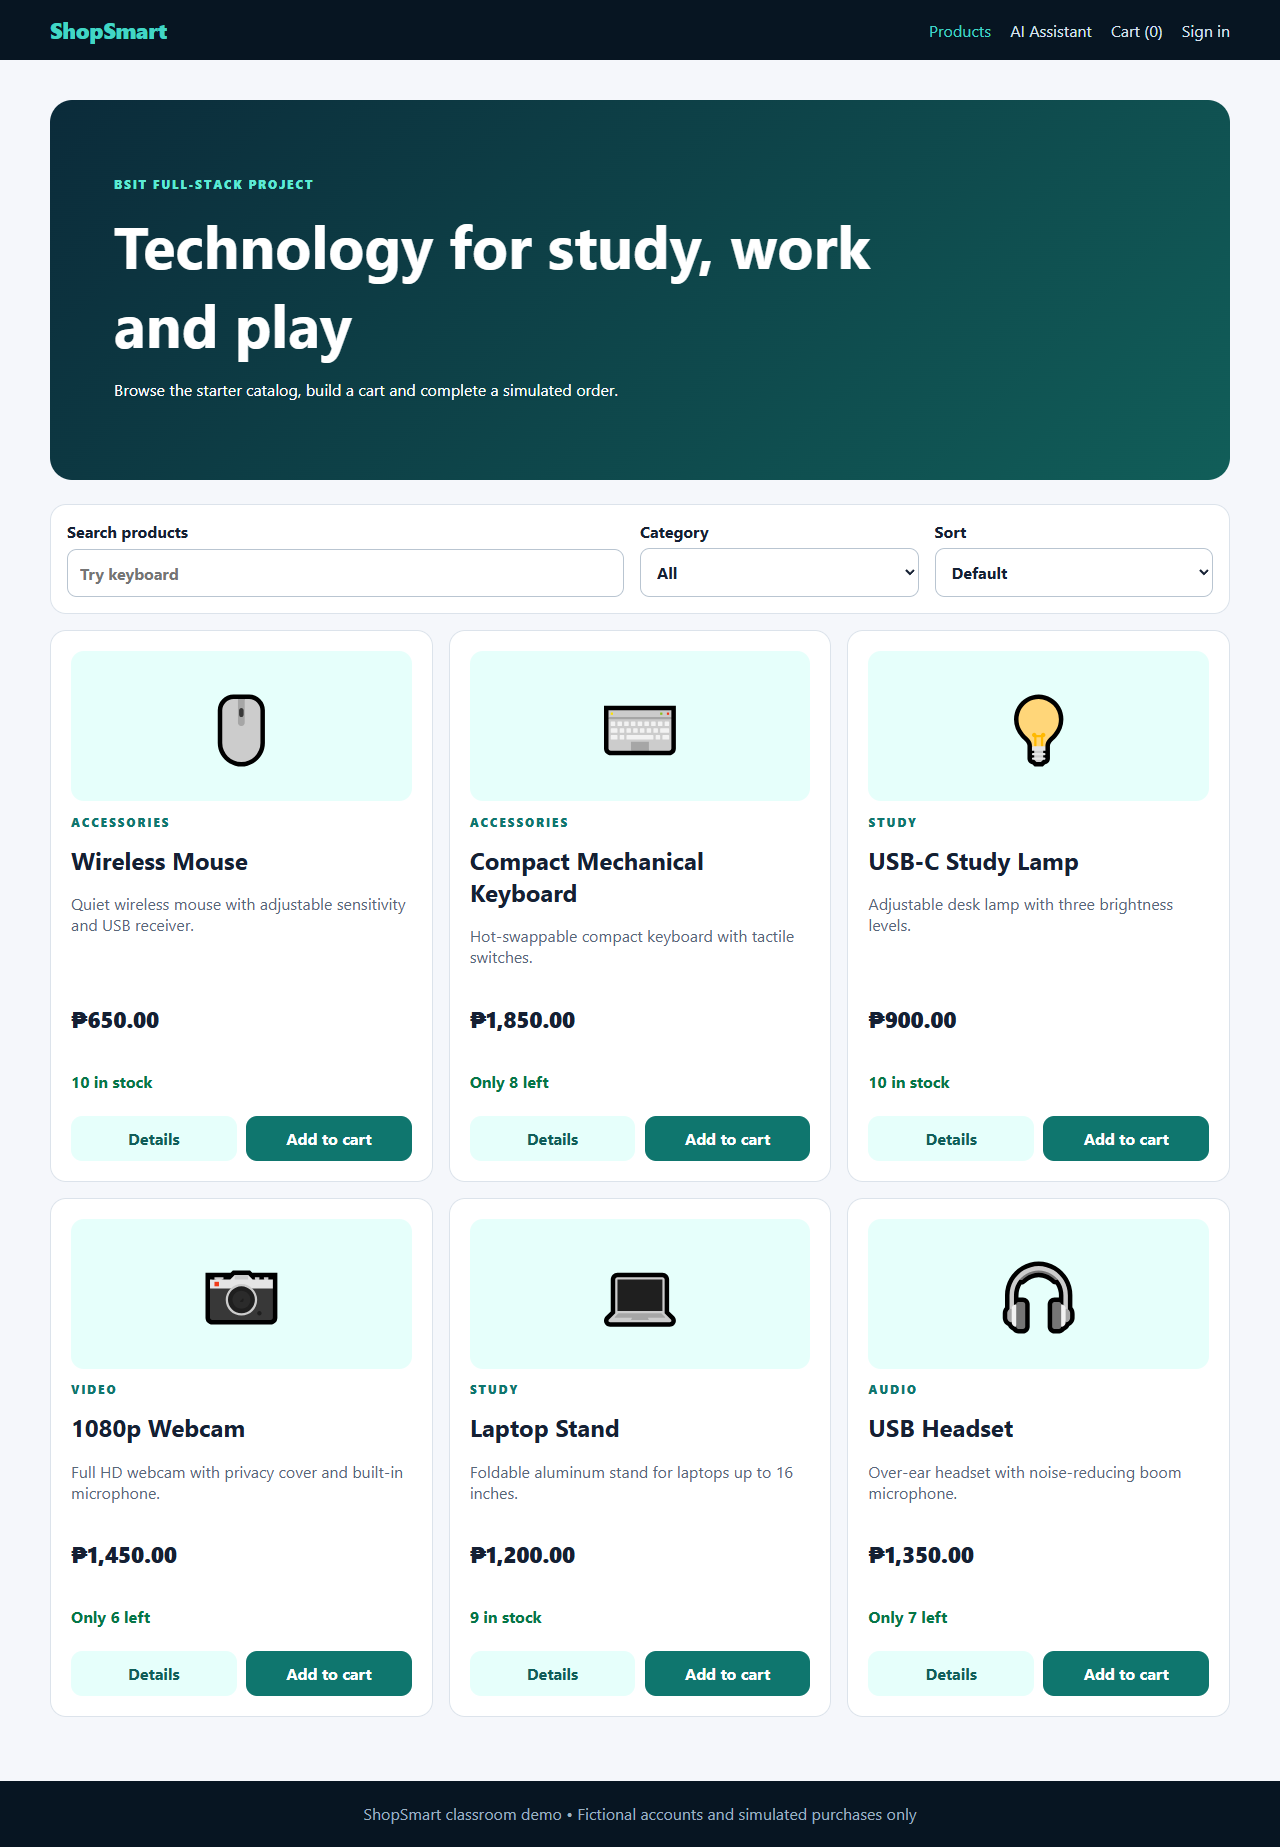 ShopSmart
Products AI Assistant Cart (0) Sign in
BSIT FULL-STACK PROJECT
Technology for study, work
and play
Browse the starter catalog, build a cart and complete a simulated order.
Search products
Try keyboard
Category
All
Sort
Default
ACCESSORIES
Wireless Mouse
Quiet wireless mouse with adjustable sensitivity
and USB receiver.
₱650.00
10 in stock
Details Add to cart
ACCESSORIES
Compact Mechanical
Keyboard
Hot-swappable compact keyboard with tactile
switches.
₱1,850.00
Only 8 left
Details Add to cart
STUDY
USB-C Study Lamp
Adjustable desk lamp with three brightness
levels.
₱900.00
10 in stock
Details Add to cart
VIDEO
1080p Webcam
Full HD webcam with privacy cover and built-in
microphone.
₱1,450.00
Only 6 left
Details Add to cart
STUDY
Laptop Stand
Foldable aluminum stand for laptops up to 16
inches.
₱1,200.00
9 in stock
Details Add to cart
AUDIO
USB Headset
Over-ear headset with noise-reducing boom
microphone.
₱1,350.00
Only 7 left
Details Add to cart
ShopSmart classroom demo • Fictional accounts and simulated purchases only